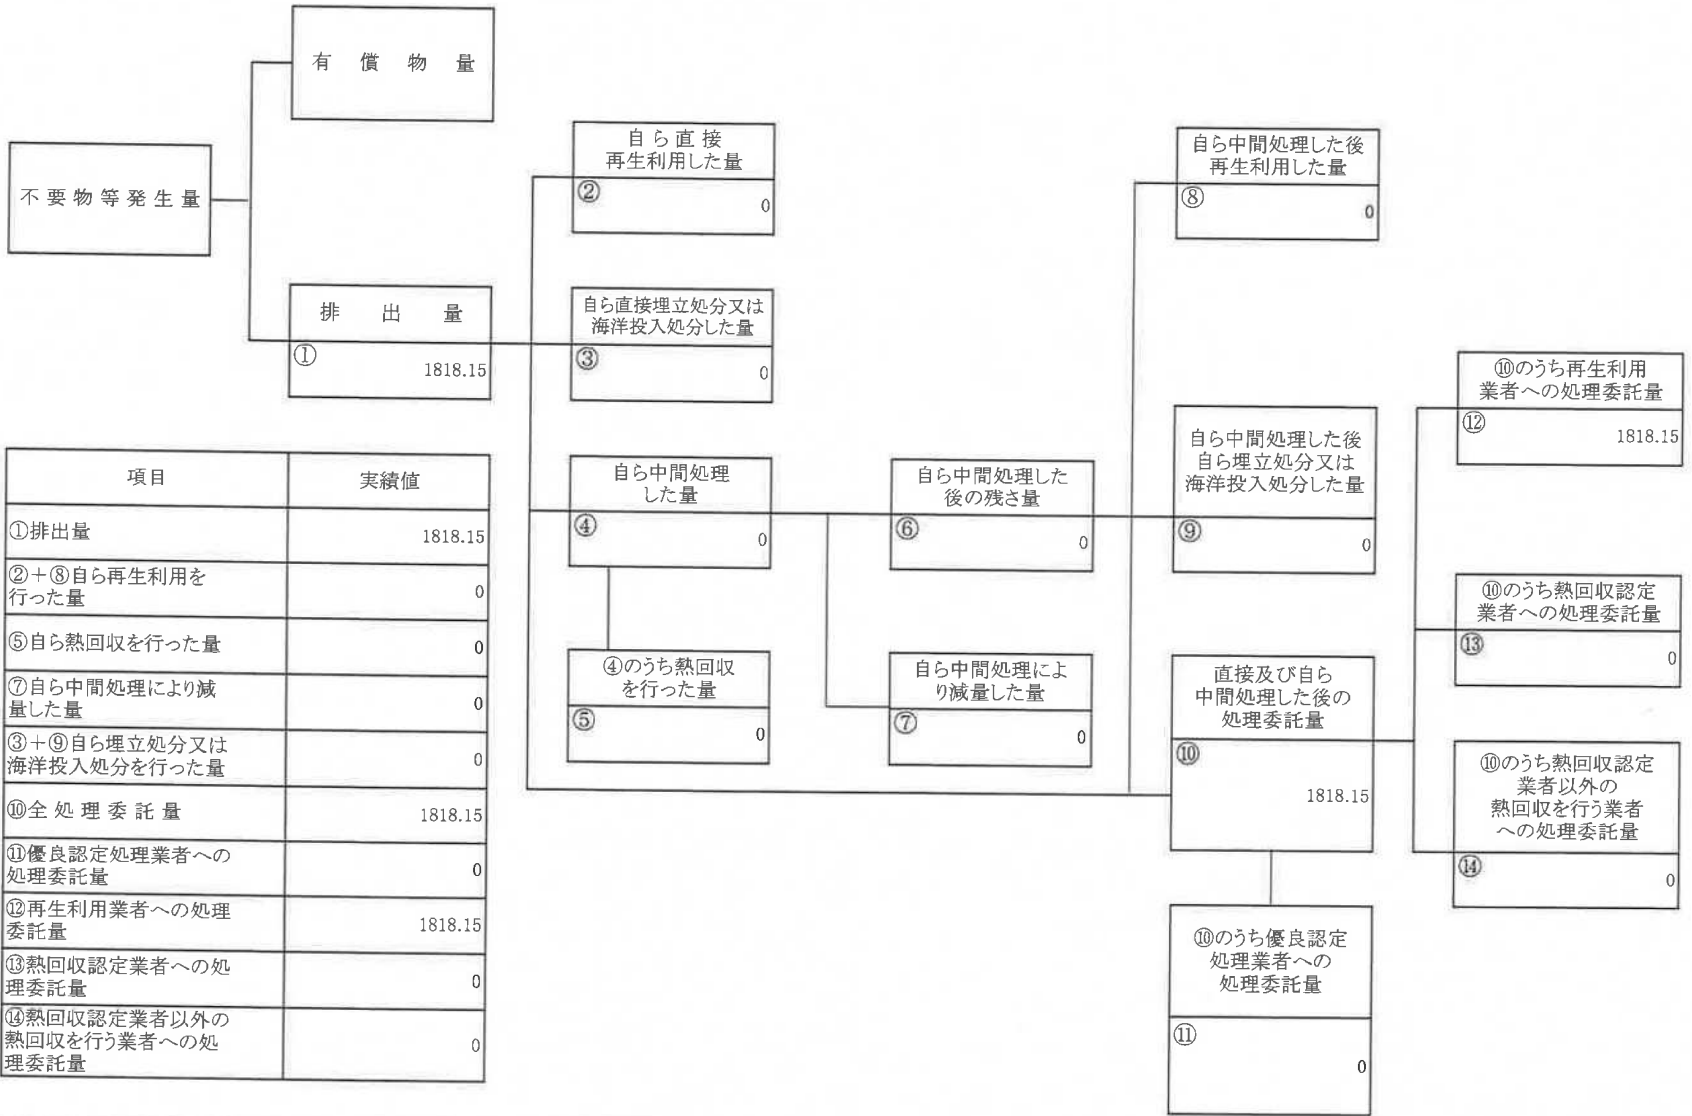 有償物量
不要物等発生量
排出量
①
1818.15
自ら直接
再生利用した量
②
0
自ら直接埋立処分又は
海洋投入処分した量
③
0
自ら中間処理
した量
④
0
④のうち熱回収
を行った量
⑤
0
自ら中間処理した
後の残さ量
⑥
0
自ら中間処理によ
り減量した量
⑦
0
自ら中間処理した後
再生利用した量
⑧
0
自ら中間処理した後
自ら埋立処分又は
海洋投入処分した量
⑨
0
直接及び自ら
中間処理した後の
処理委託量
⑩
1818.15
⑩のうち優良認定
処理業者への
処理委託量
⑪
0
⑩のうち再生利用
業者への処理委託量
⑫
1818.15
⑩のうち熱回収認定
業者への処理委託量
⑬
0
⑩のうち熱回収認定
業者以外の
熱回収を行う業者
への処理委託量
⑭
0
項目 実績値
①排出量 1818.15
②+⑧自ら再生利用を
行った量 0
⑤自ら熱回収を行った量 0
⑦自ら中間処理により減
量した量 0
③+⑨自ら埋立処分又は
海洋投入処分を行った量 0
⑩全処理委託量 1818.15
⑪優良認定処理業者への
処理委託量 0
⑫再生利用業者への処理
委託量 1818.15
⑬熱回収認定業者への処
理委託量 0
⑭熱回収認定業者以外の
熱回収を行う業者への処
理委託量 0